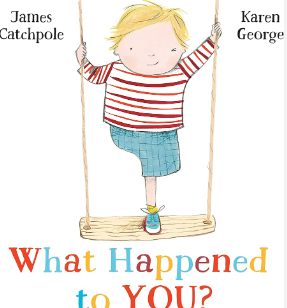 James Catchpole
Karen George
What Happened
to YOU?